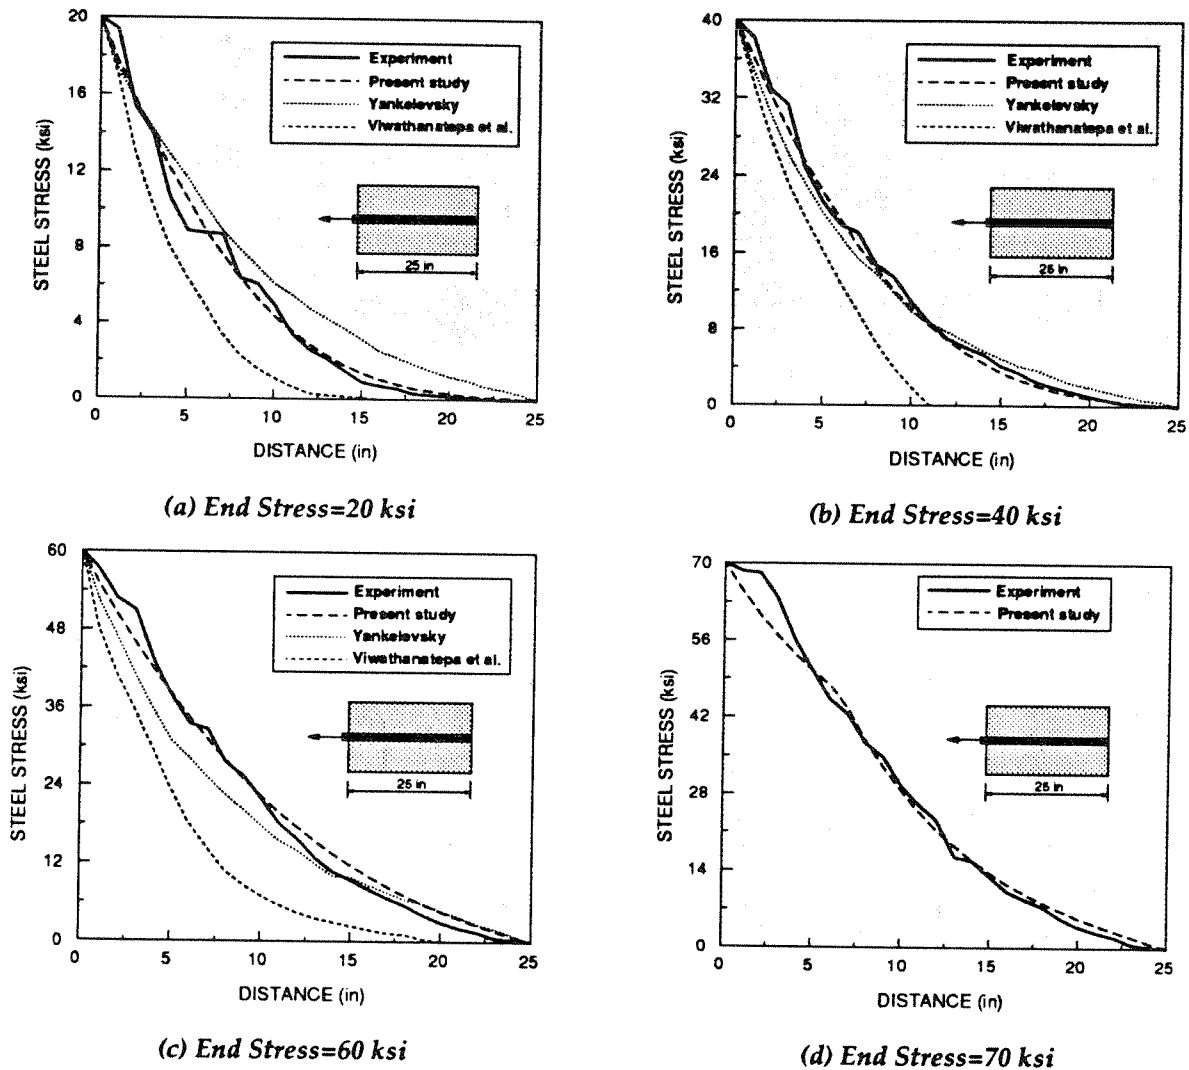 20
16
12
8
4
0
STEEL STRESS (ksi)
Experiment
Present study
Yankelevsky
Viwathanatepa et al.
25 in
0 5 10 15 20 25
DISTANCE (in)
(a) End Stress=20 ksi
40
32
24
16
8
0
STEEL STRESS (ksi)
Experiment
Present study
Yankelevsky
Viwathanatepa et al.
25 in
0 5 10 15 20 25
DISTANCE (in)
(b) End Stress=40 ksi
60
48
36
24
12
0
STEEL STRESS (ksi)
Experiment
Present study
Yankelevsky
Viwathanatepa et al.
25 in
0 5 10 15 20 25
DISTANCE (in)
(c) End Stress=60 ksi
70
56
42
28
14
0
STEEL STRESS (ksi)
Experiment
Present study
25 in
0 5 10 15 20 25
DISTANCE (in)
(d) End Stress=70 ksi